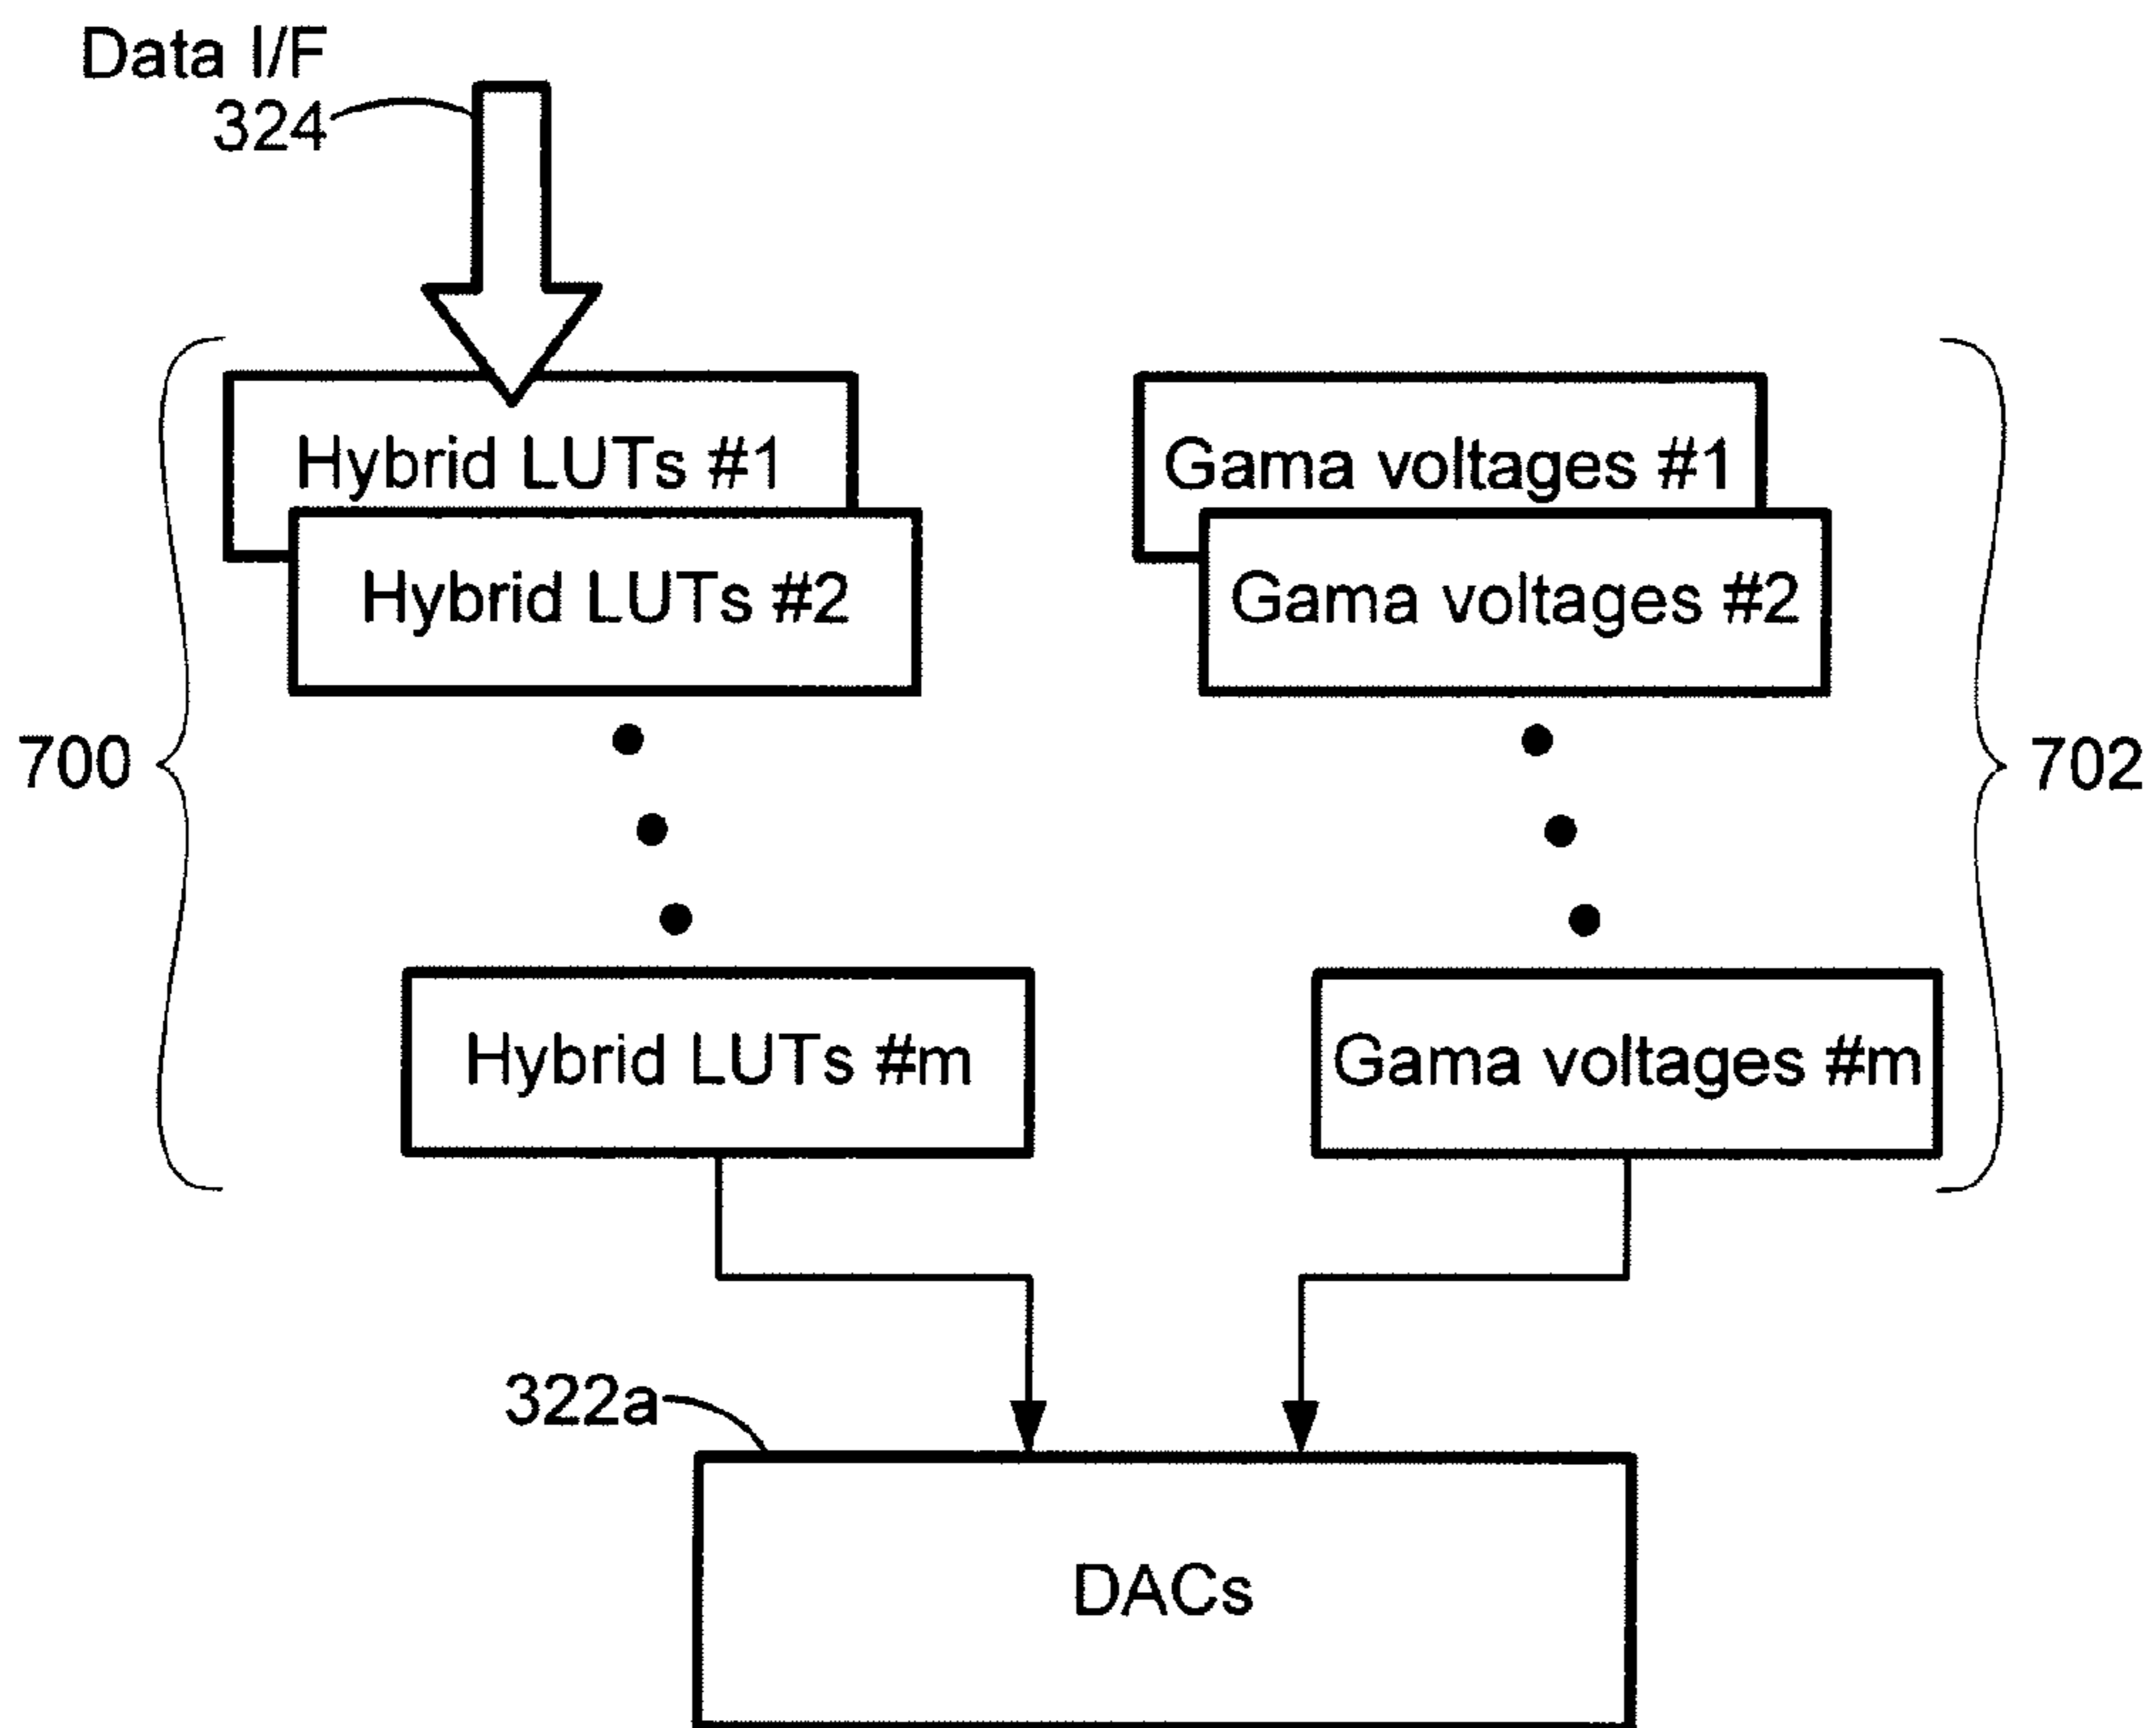 Data I/F
324
Hybrid LUTs #1
Gama voltages #1
Hybrid LUTs #2
Gama voltages #2
700
702
Hybrid LUTs #m
Gama voltages #m
322a
DACs